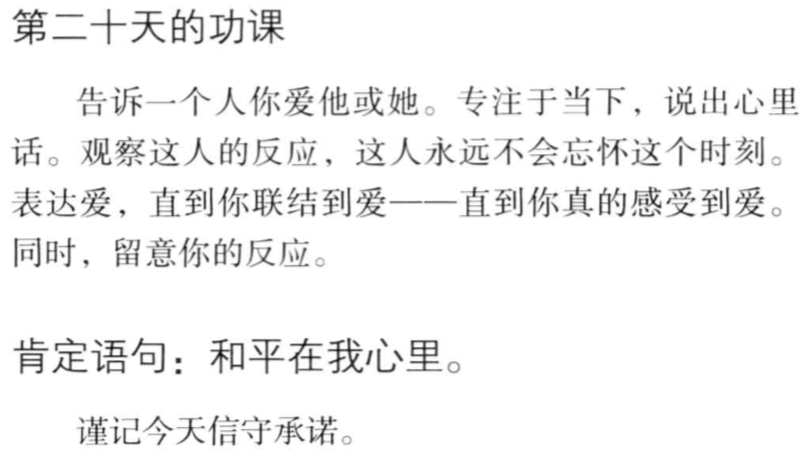 第二十天的功课
告诉一个人你爱他或她。专注于当下，说出心里
话。观察这人的反应，这人永远不会忘怀这个时刻。
表达爱，直到你联结到爱——直到你真的感受到爱。
同时，留意你的反应。
肯定语句：和平在我心里。
谨记今天信守承诺。